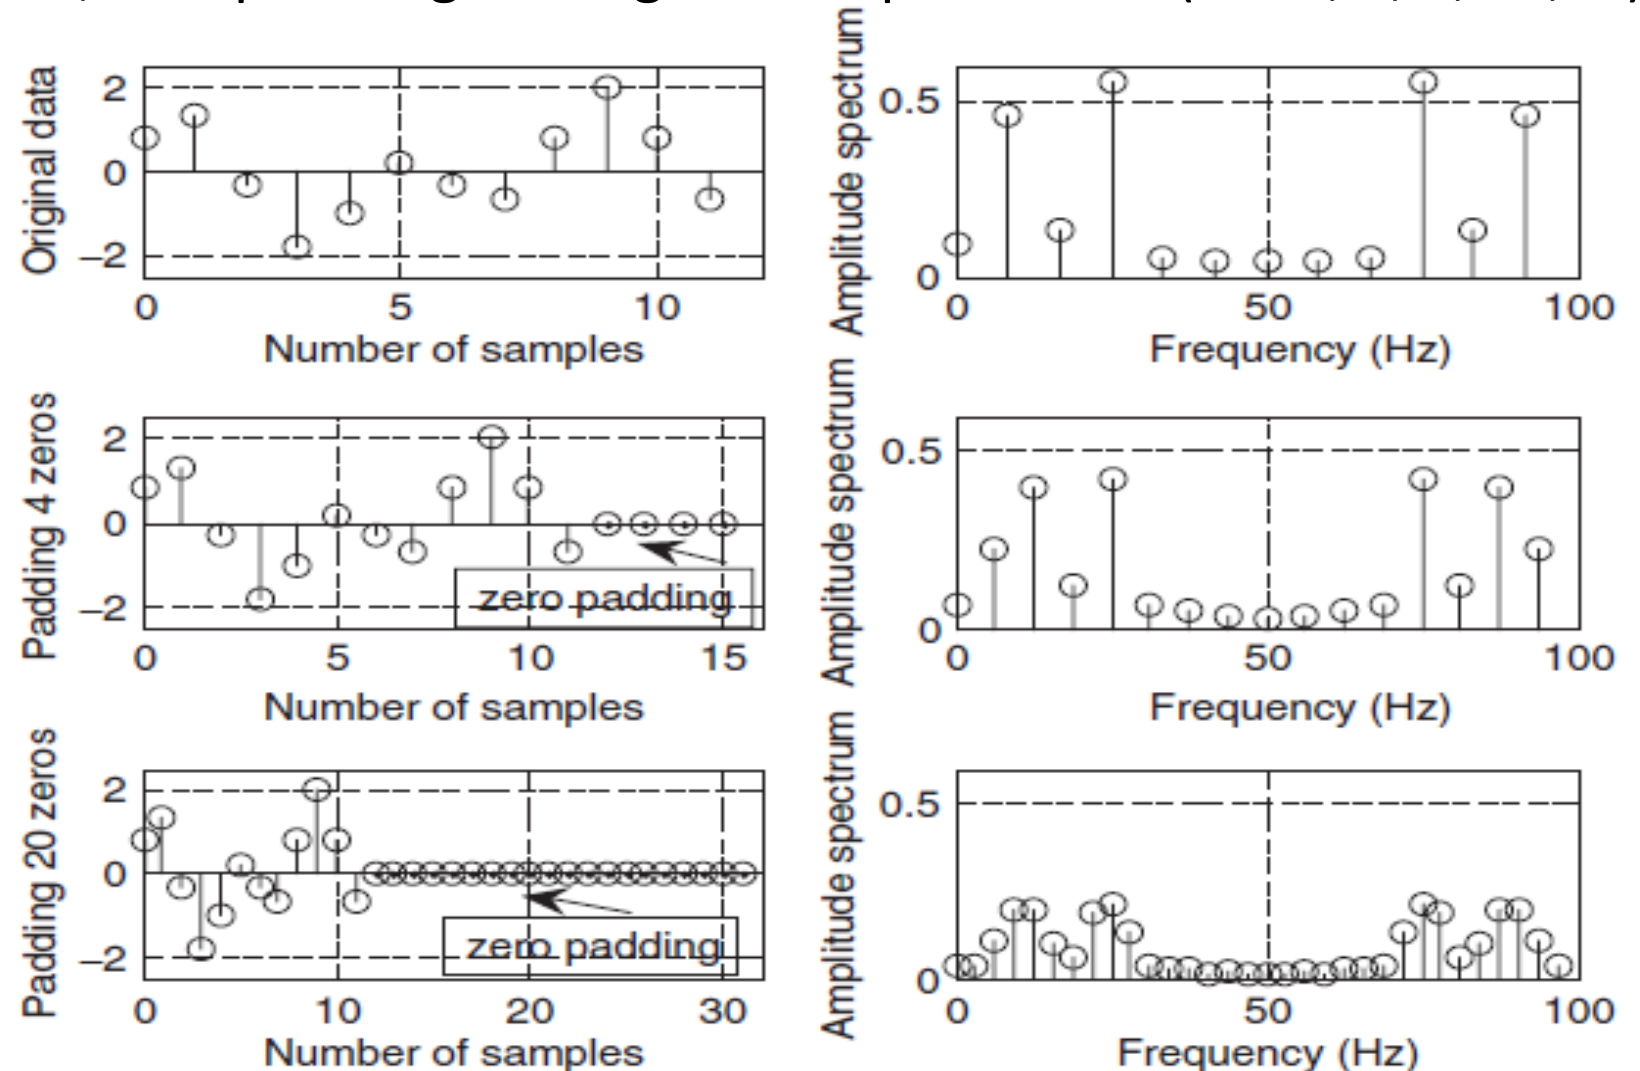 Original data
2
0
−2
0 5 10
Number of samples
Amplitude spectrum
0.5
0
0 50 100
Frequency (Hz)
Padding 4 zeros
2
0
−2
zero padding
0 5 10 15
Number of samples
Amplitude spectrum
0.5
0
0 50 100
Frequency (Hz)
Padding 20 zeros
2
0
−2
zero padding
0 10 20 30
Number of samples
Amplitude spectrum
0.5
0
0 50 100
Frequency (Hz)